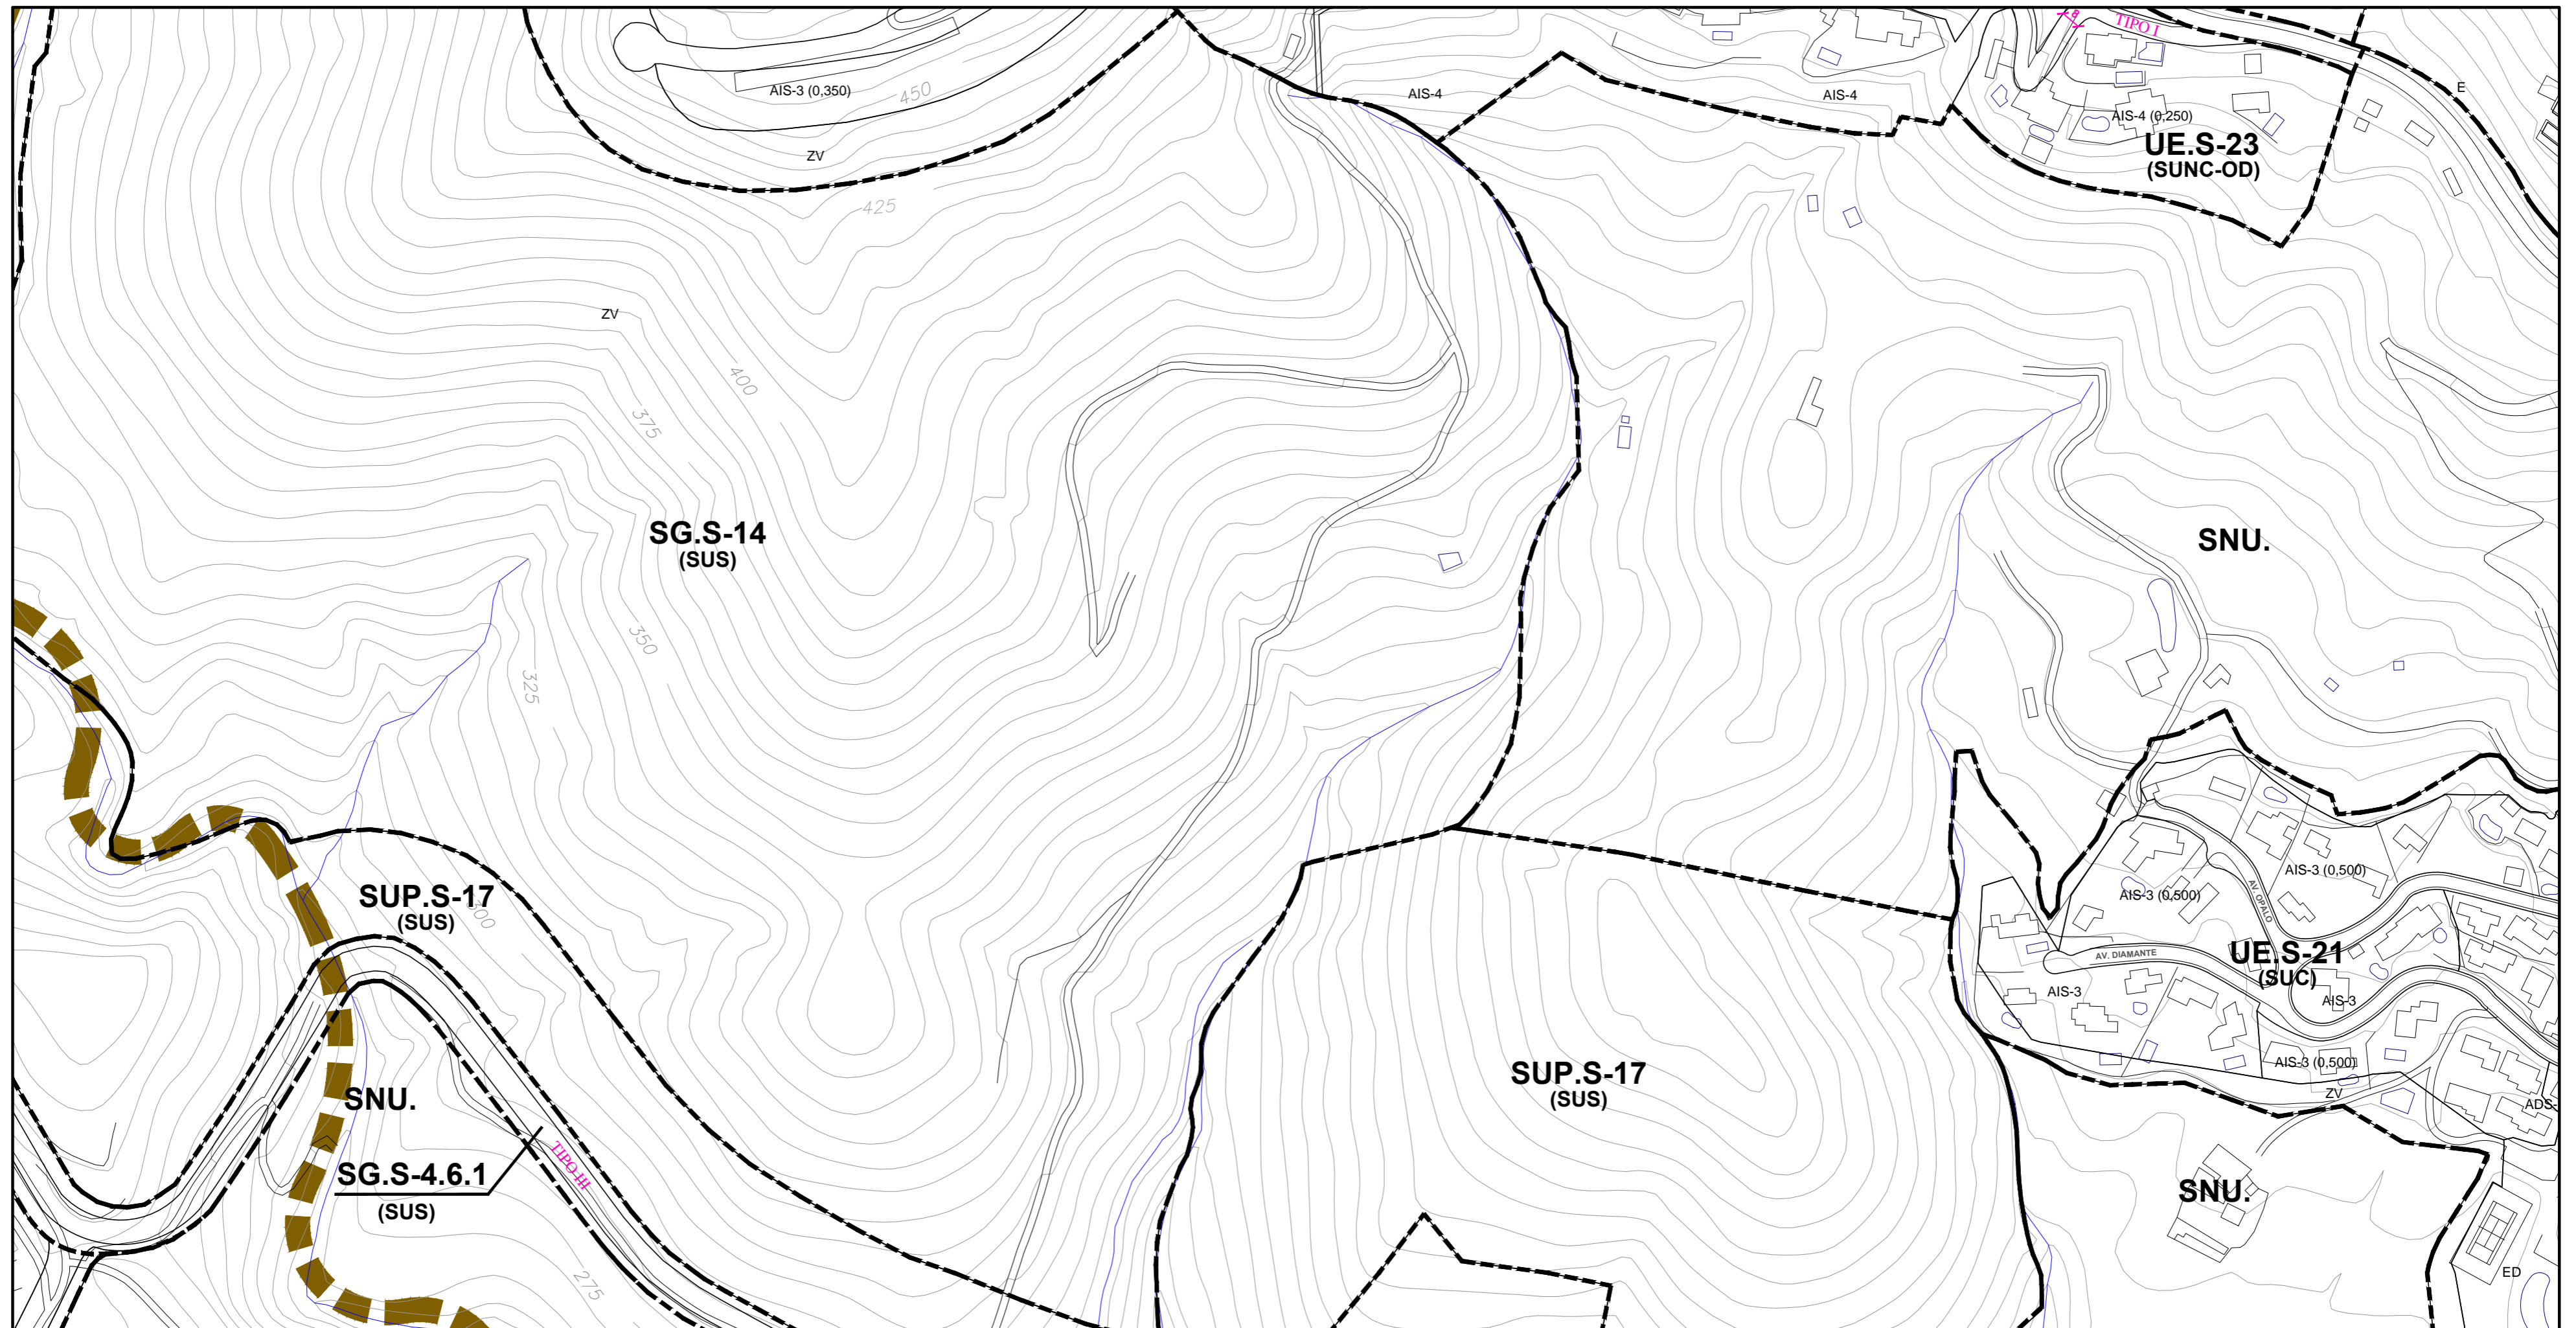 TIPO I
8
E
AIS-3 (0,350)
450
AIS-4
AIS-4
AIS-4 (0,250)
UE.S-23
(SUNC-OD)
ZV
425
ZV
400
375
SG.S-14
(SUS)
SNU.
350
325
AIS-3 (0,500)
AIS-3 (0,500)
AV. OPALO
SUP.S-17
(SUS)
300
AV. DIAMANTE
UE.S-21
(SUC)
AIS-3
AIS-3
AIS-3 (0,500)
SUP.S-17
(SUS)
ZV
ADS-
SNU.
TIPO III
SG.S-4.6.1
(SUS)
SNU.
275
ED